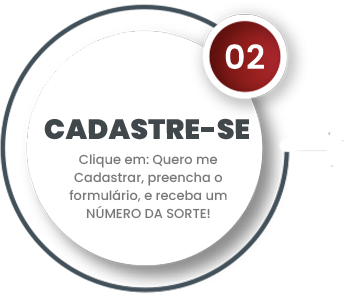 02
CADASTRE-SE
Clique em: Quero me
Cadastrar, preencha o
formulário, e receba um
NÚMERO DA SORTE!